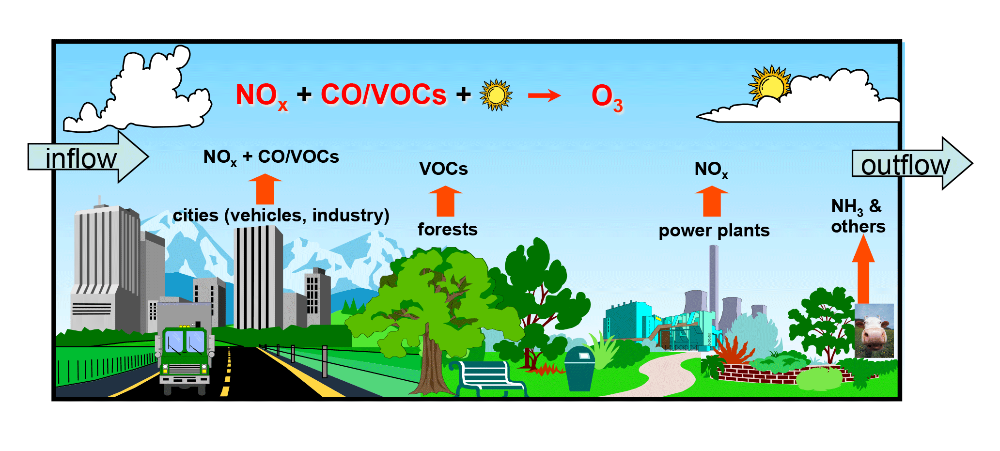 NOx + CO/VOCs + → O3
inflow
outflow
NOx + CO/VOCs
VOCs
NOx
cities (vehicles, industry)
forests
power plants
NH3 &
others